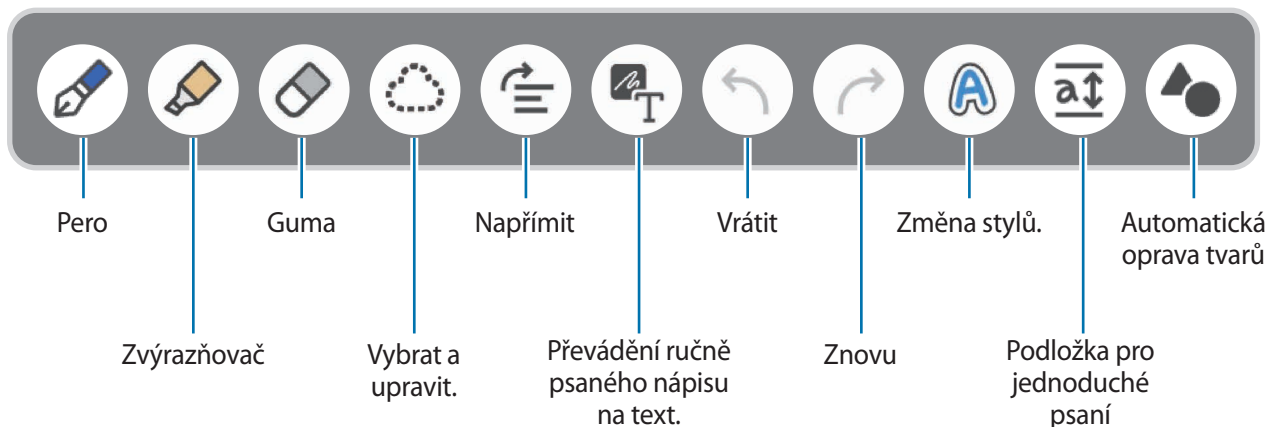 Pero
Guma
Napřímit
Vrátit
Změna stylů.
Automatická
oprava tvarů
Zvýrazňovač
Vybrat a
upravit.
Převádění ručně
psaného nápisu
na text.
Znovu
Podložka pro
jednoduché
psaní